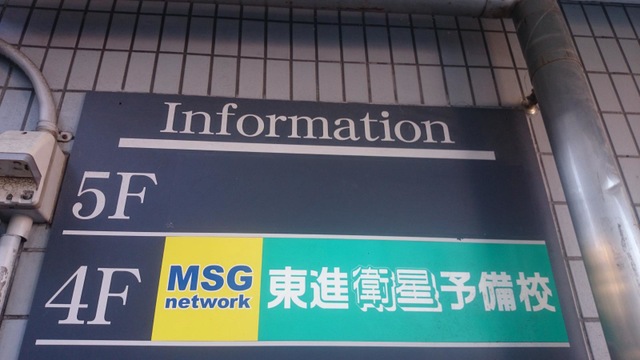 Information
5F
4F
MSG
network
東進衛星予備校